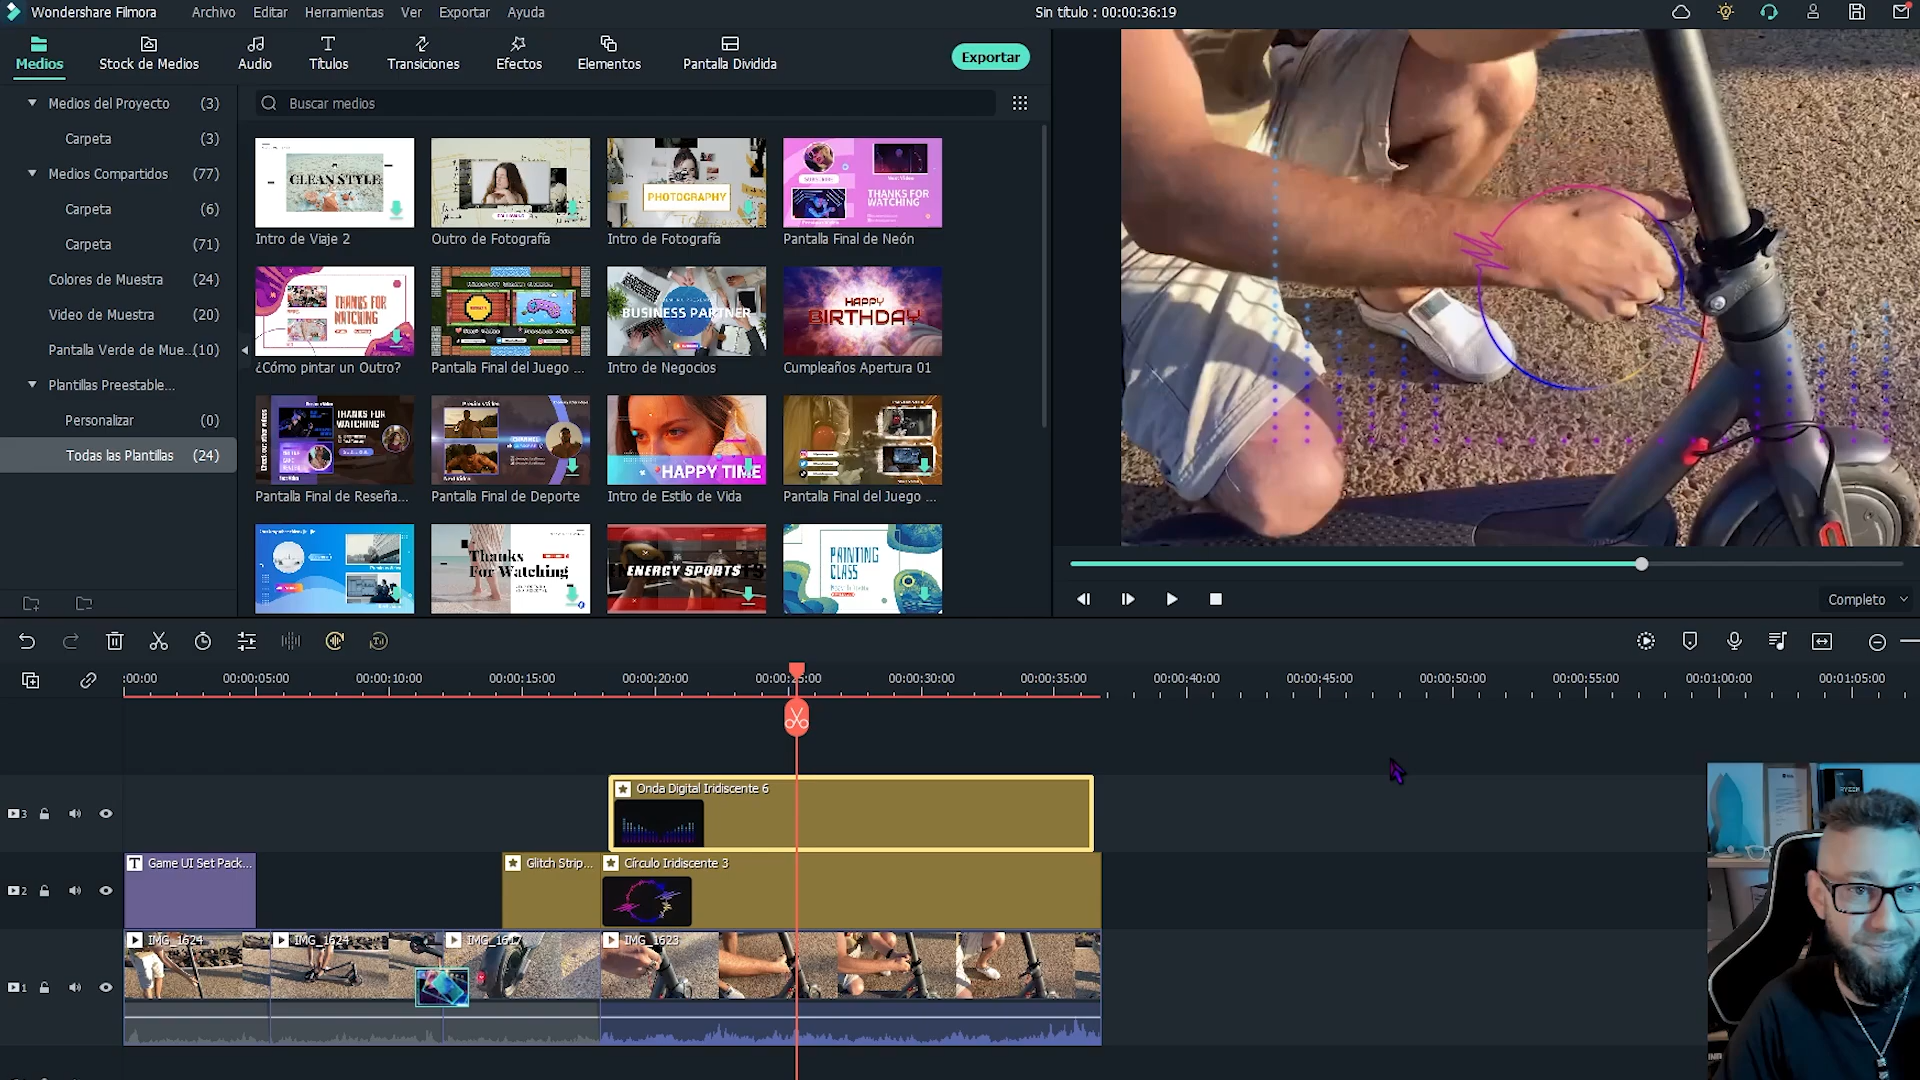 Wondershare Filmora
Archivo
Editar
Herramientas
Ver
Exportar
Ayuda
Sin título : 00:00:36:19
Medios
Stock de Medios
Audio
Títulos
Transiciones
Efectos
Elementos
Pantalla Dividida
Exportar
Medios del Proyecto (3)
Carpeta (3)
Medios Compartidos (77)
Carpeta (6)
Carpeta (71)
Colores de Muestra (24)
Video de Muestra (20)
Pantalla Verde de Mue... (10)
Plantillas Preestable...
Personalizar (0)
Todas las Plantillas (24)
Buscar medios
CLEAN STYLE
PHOTOGRAPHY
THANKS FOR
WATCHING
Intro de Viaje 2
Outro de Fotografía
Intro de Fotografía
Pantalla Final de Neón
THANKS FOR
WATCHING
BUSINESS PARTNER
HAPPY
BIRTHDAY
¿Cómo pintar un Outro?
Pantalla Final del Juego ...
Intro de Negocios
Cumpleaños Apertura 01
THANKS FOR
WATCHING
HAPPY TIME
Pantalla Final de Reseña...
Pantalla Final de Deporte
Intro de Estilo de Vida
Pantalla Final del Juego ...
Thanks
For Watching
ENERGY SPORTS
PAINTING
CLASS
Completo
:00:00
00:00:05:00
00:00:10:00
00:00:15:00
00:00:20:00
00:00:25:00
00:00:30:00
00:00:35:00
00:00:40:00
00:00:45:00
00:00:50:00
00:00:55:00
00:01:00:00
00:01:05:00
3
Onda Digital Iridiscente 6
2
Game UI Set Pack...
Glitch Strip...
Círculo Iridiscente 3
1
IMG_1624
IMG_1624
IMG_1617
IMG_1623
RYZEN